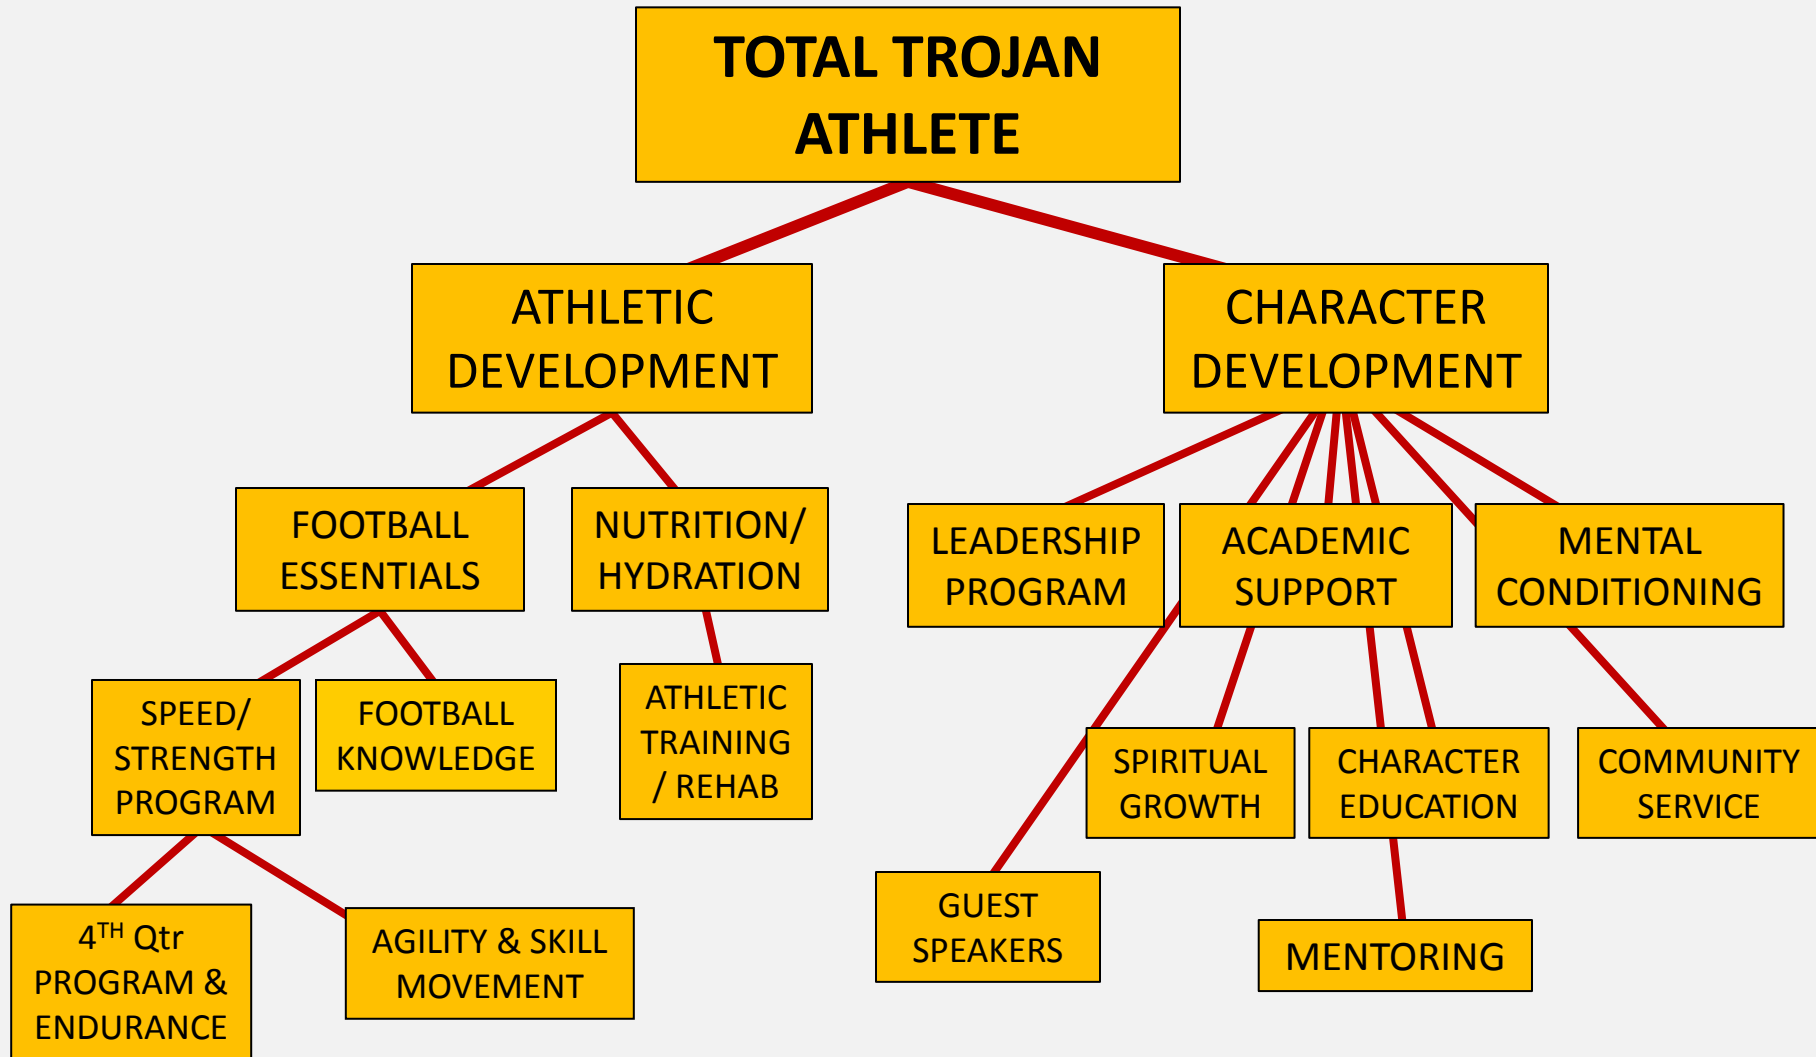 TOTAL TROJAN
ATHLETE
ATHLETIC
DEVELOPMENT
CHARACTER
DEVELOPMENT
FOOTBALL
ESSENTIALS
NUTRITION/
HYDRATION
LEADERSHIP
PROGRAM
ACADEMIC
SUPPORT
MENTAL
CONDITIONING
SPEED/
STRENGTH
PROGRAM
FOOTBALL
KNOWLEDGE
ATHLETIC
TRAINING
/ REHAB
SPIRITUAL
GROWTH
CHARACTER
EDUCATION
COMMUNITY
SERVICE
4TH Qtr
PROGRAM &
ENDURANCE
AGILITY & SKILL
MOVEMENT
GUEST
SPEAKERS
MENTORING